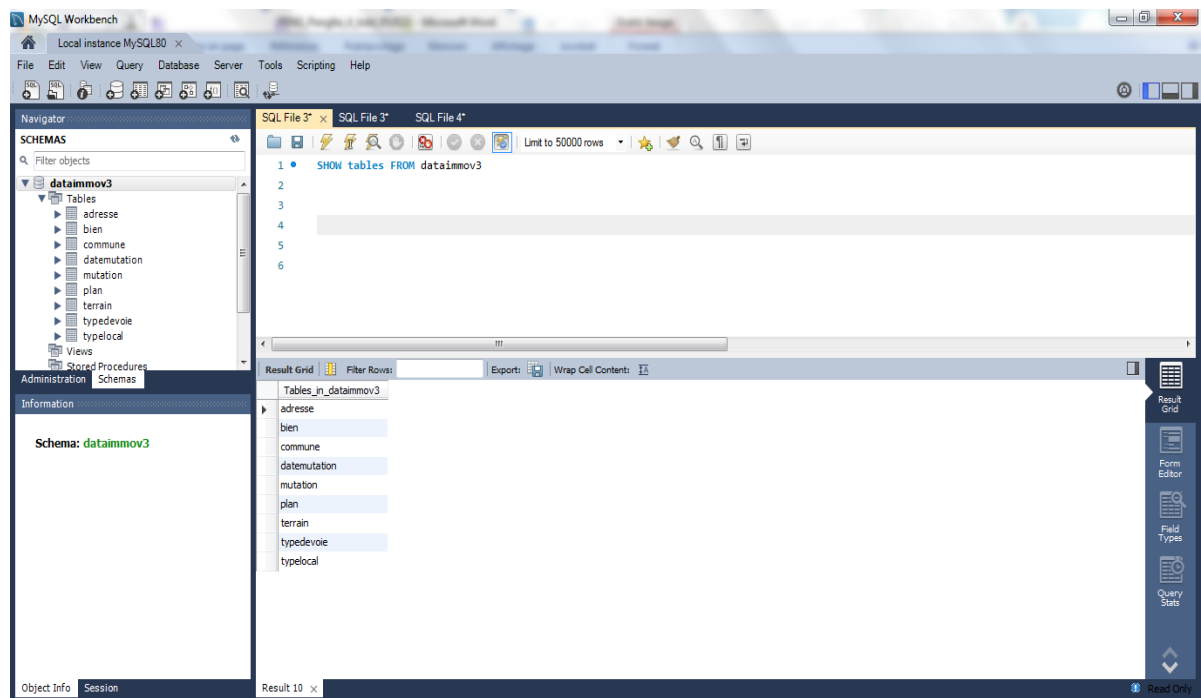 MySQL Workbench
Local instance MySQL80 ×
File Edit View Query Database Server Tools Scripting Help
Navigator
SCHEMAS
Filter objects
dataimmov3
Tables
adresse
bien
commune
datemutation
mutation
plan
terrain
typedevoie
typelocal
Views
Stored Procedures
Administration Schemas
Information
Schema: dataimmov3
Object Info Session
SQL File 3* × SQL File 3* SQL File 4*
Limit to 50000 rows
1 SHOW tables FROM dataimmov3
2
3
4
5
6
Result Grid Filter Rows: Export: Wrap Cell Content:
Tables_in_dataimmov3
adresse
bien
commune
datemutation
mutation
plan
terrain
typedevoie
typelocal
Result
Grid
Form
Editor
Field
Types
Query
Stats
Result 10 ×
Read Only